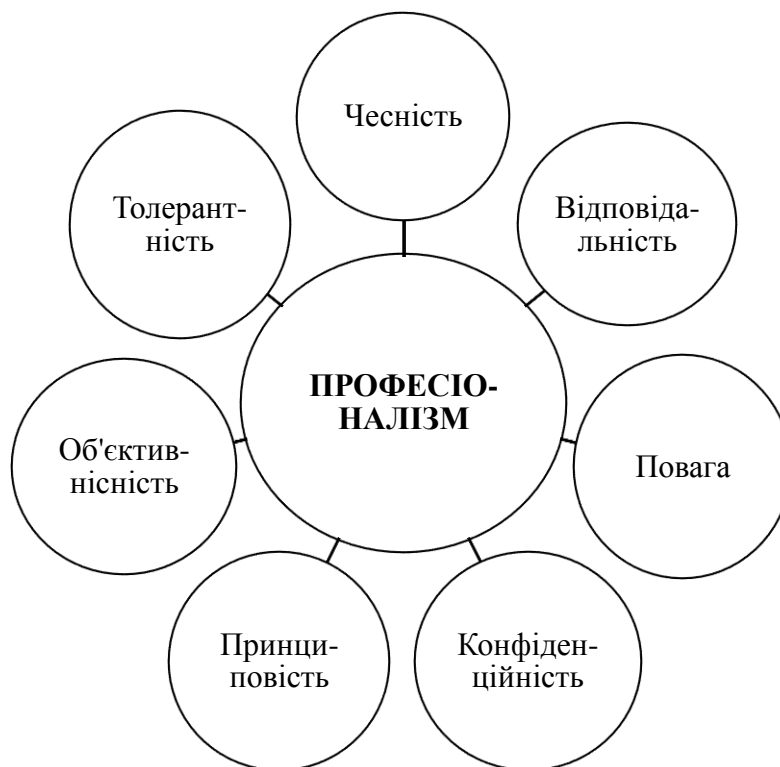 Чесність
Толерант-
ність
Відповіда-
льність
ПРОФЕСІО-
НАЛІЗМ
Об'єктив-
нісність
Повага
Принци-
повість
Конфіден-
ційність